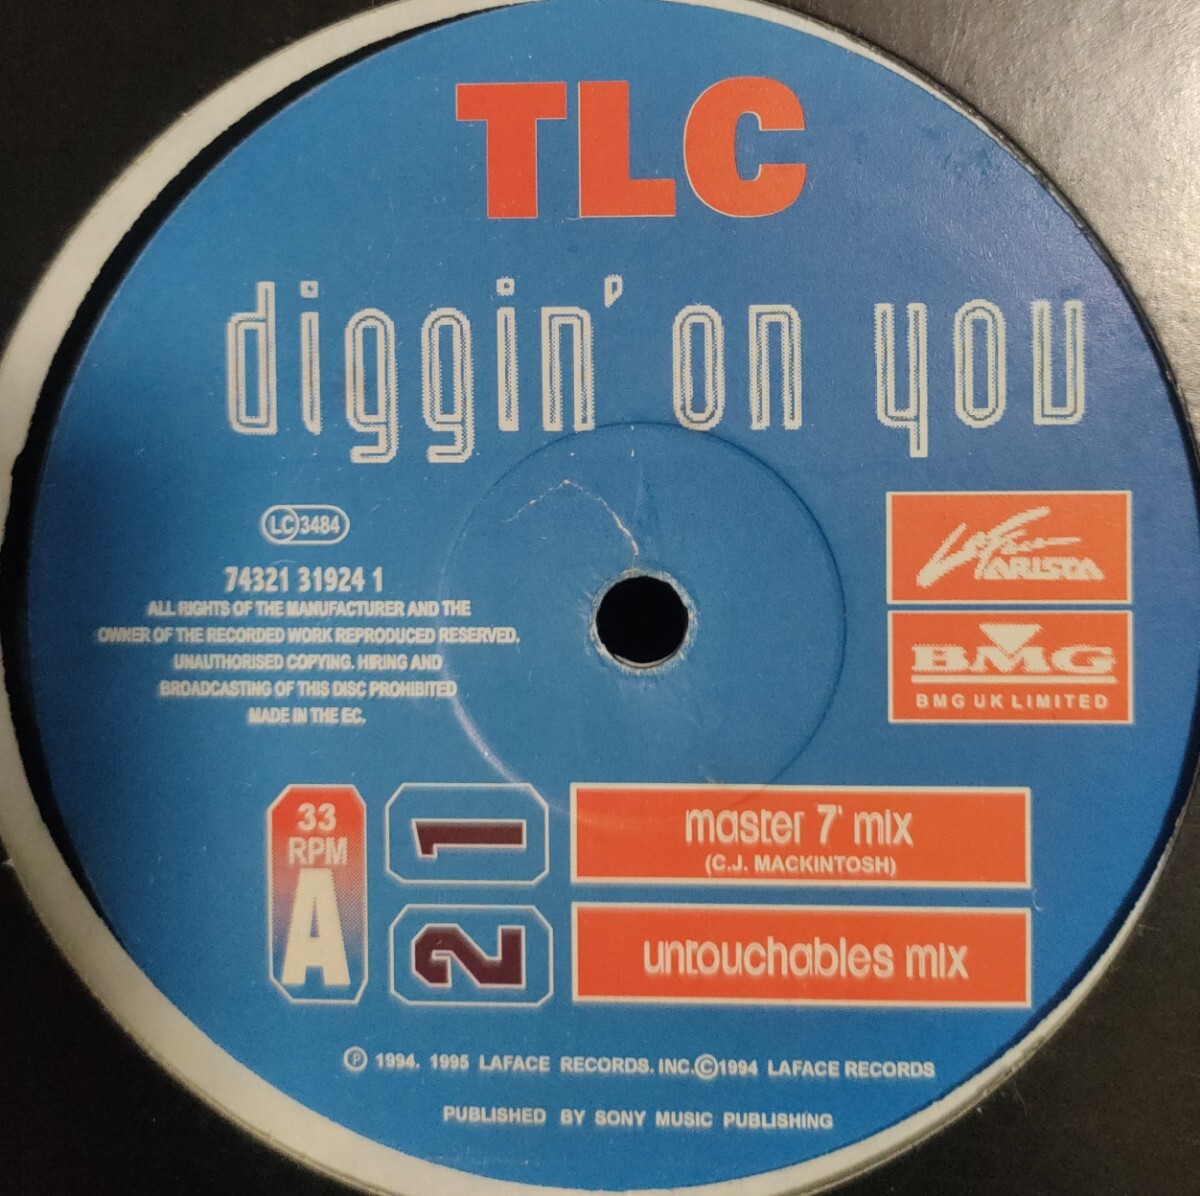 TLC
diggin' on you
LC 3484
74321 31924 1
ALL RIGHTS OF THE MANUFACTURER AND THE
OWNER OF THE RECORDED WORK REPRODUCED RESERVED.
UNAUTHORISED COPYING. HIRING AND
BROADCASTING OF THIS DISC PROHIBITED
MADE IN THE EC.
LaFace
ARISTA
BMG
BMG UK LIMITED
33
RPM
A
1
master 7' mix
(C.J. MACKINTOSH)
2
untouchables mix
℗ 1994. 1995 LAFACE RECORDS. INC.©1994 LAFACE RECORDS
PUBLISHED BY SONY MUSIC PUBLISHING